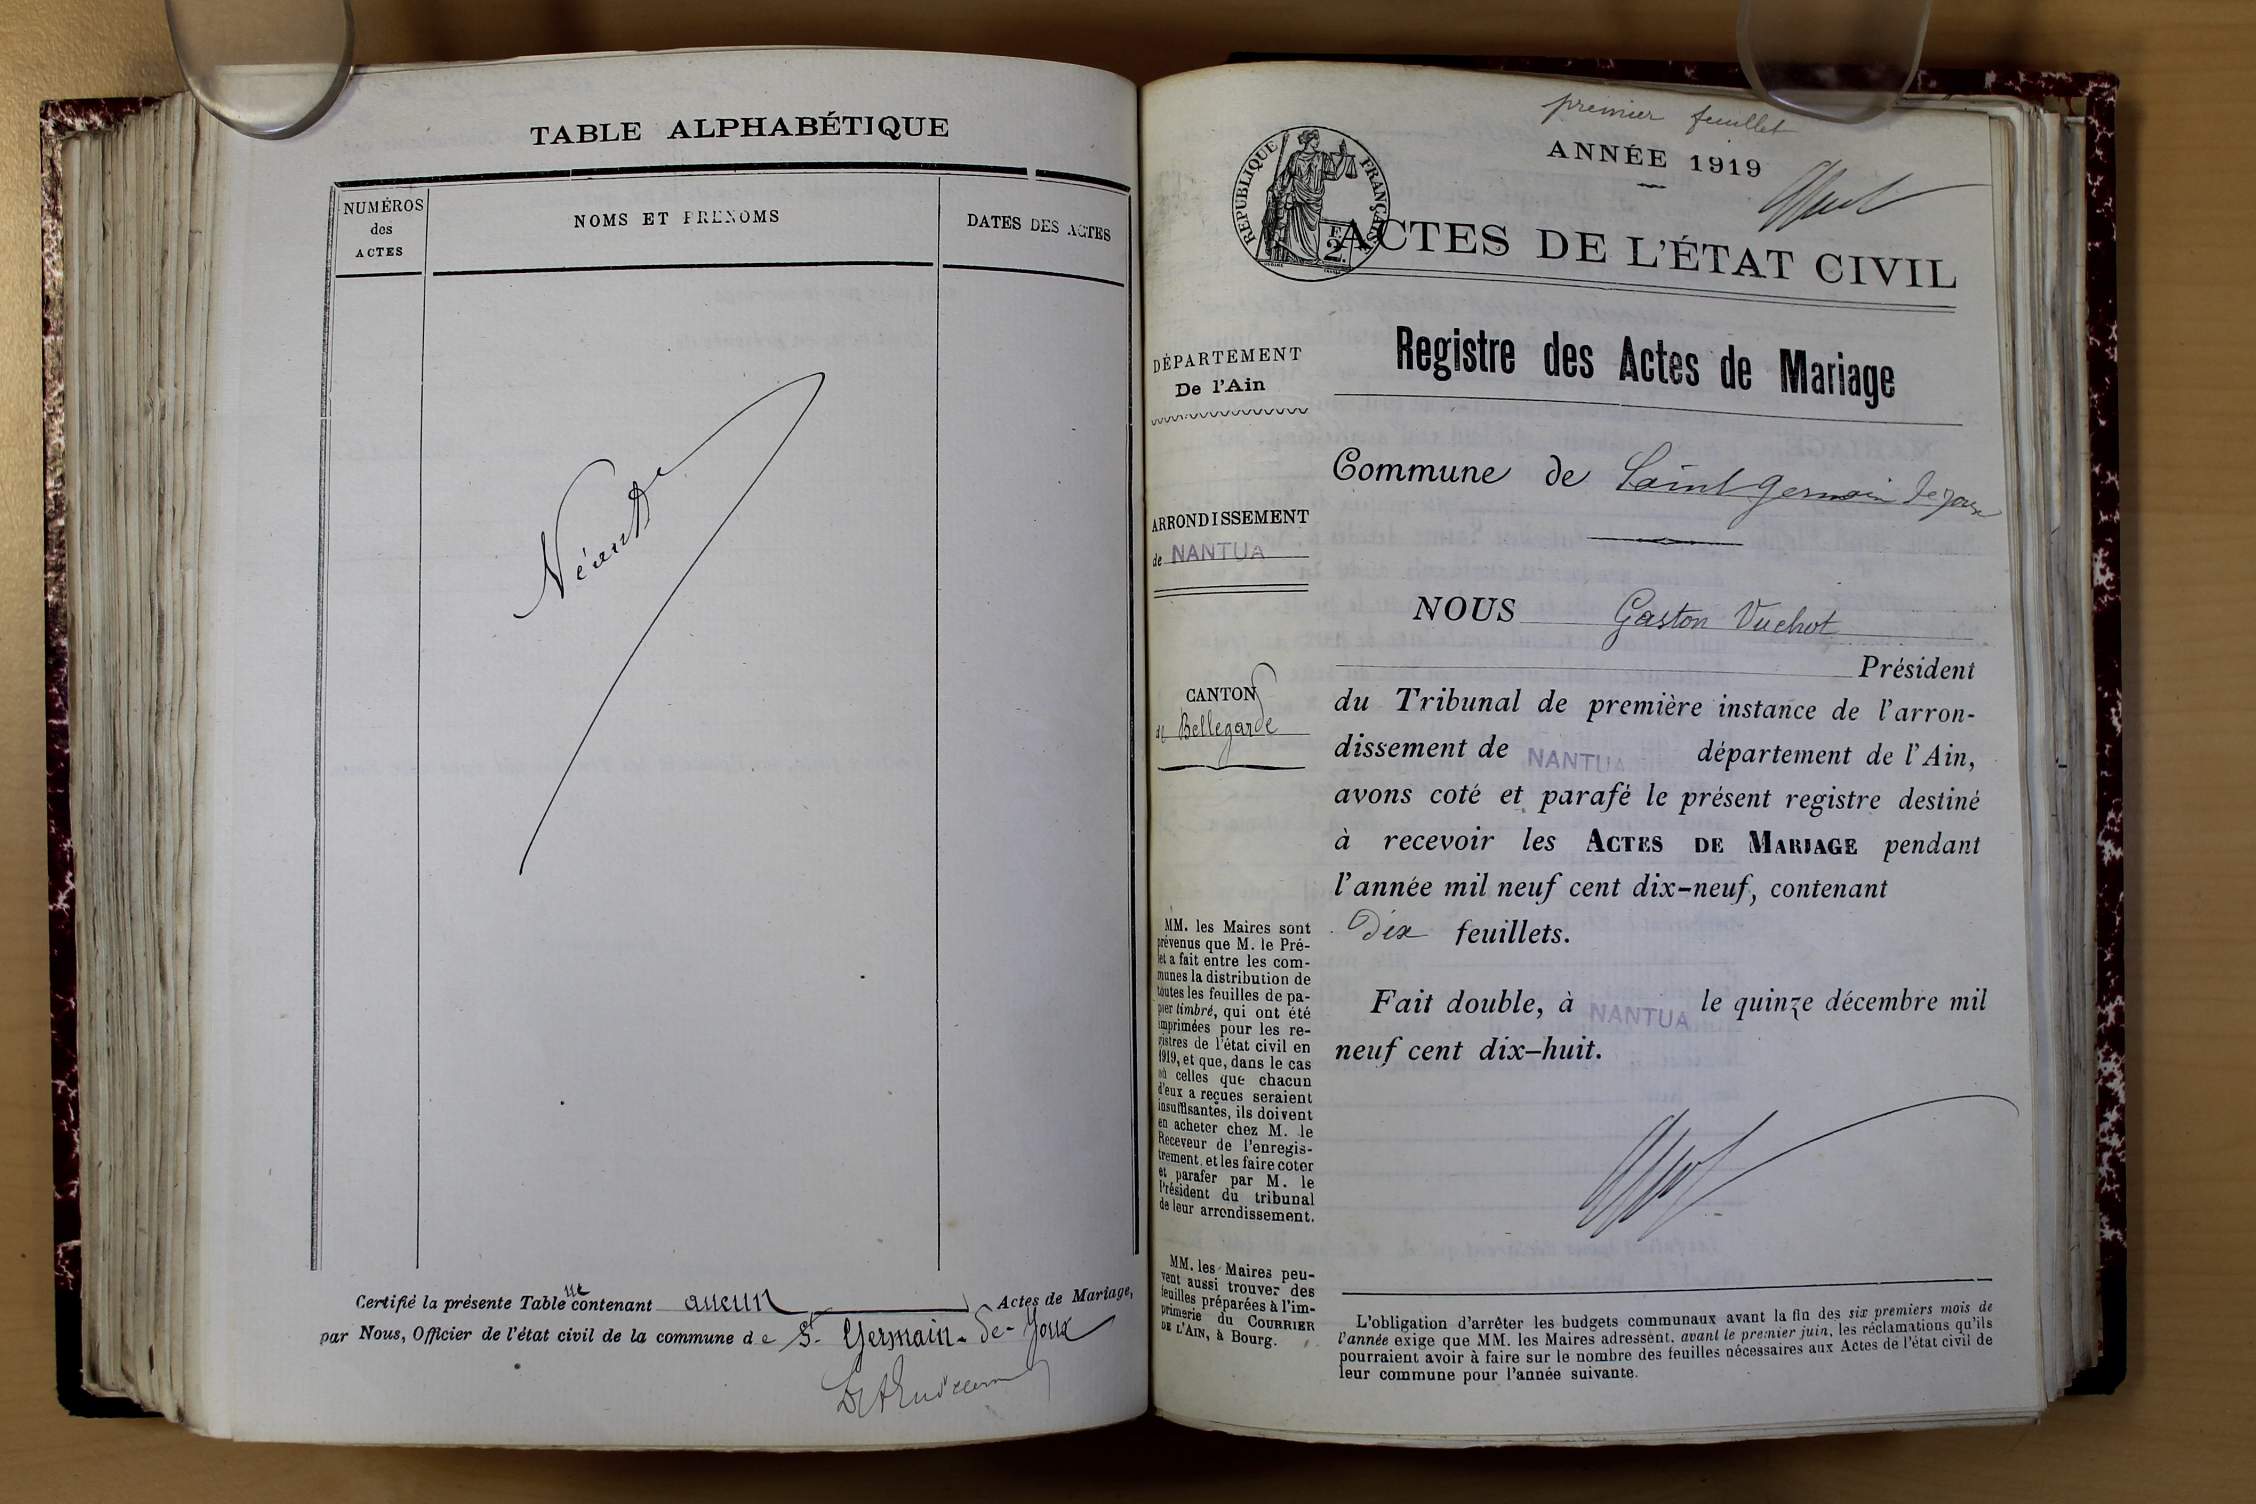 TABLE ALPHABÉTIQUE
NUMÉROS
des
ACTES
NOMS ET PRÉNOMS
DATES DES ACTES
Néant
Certifié la présente Table contenant aucun Actes de Mariage,
par Nous, Officier de l'état civil de la commune de St Germain-de-Joux
premier feuillet
ANNÉE 1919
RÉPUBLIQUE FRANÇAISE
2
ACTES DE L'ÉTAT CIVIL
Registre des Actes de Mariage
DÉPARTEMENT
De l'Ain
ARRONDISSEMENT
de NANTUA
CANTON
de Bellegarde
MM. les Maires sont
prévenus que M. le Pré-
fet a fait entre les com-
munes la distribution de
toutes les feuilles de pa-
pier timbré, qui ont été
imprimées pour les re-
gistres de l'état civil en
1919, et que, dans le cas
où celles que chacun
d'eux a reçues seraient
insuffisantes, ils doivent
en acheter chez M. le
Receveur de l'enregis-
trement, et les faire coter
et parafer par M. le
Président du tribunal
de leur arrondissement.
MM. les Maires peu-
vent aussi trouver des
feuilles préparées à l'im-
primerie du COURRIER
DE L'AIN, à Bourg.
Commune de Saint Germain de Joux
NOUS Gaston Vuchot
Président
du Tribunal de première instance de l'arron-
dissement de NANTUA département de l'Ain,
avons coté et parafé le présent registre destiné
à recevoir les ACTES DE MARIAGE pendant
l'année mil neuf cent dix-neuf, contenant
Dix feuillets.
Fait double, à NANTUA le quinze décembre mil
neuf cent dix-huit.
L'obligation d'arrêter les budgets communaux avant la fin des six premiers mois de
l'année exige que MM. les Maires adressent, avant le premier juin, les réclamations qu'ils
pourraient avoir à faire sur le nombre des feuilles nécessaires aux Actes de l'état civil de
leur commune pour l'année suivante.